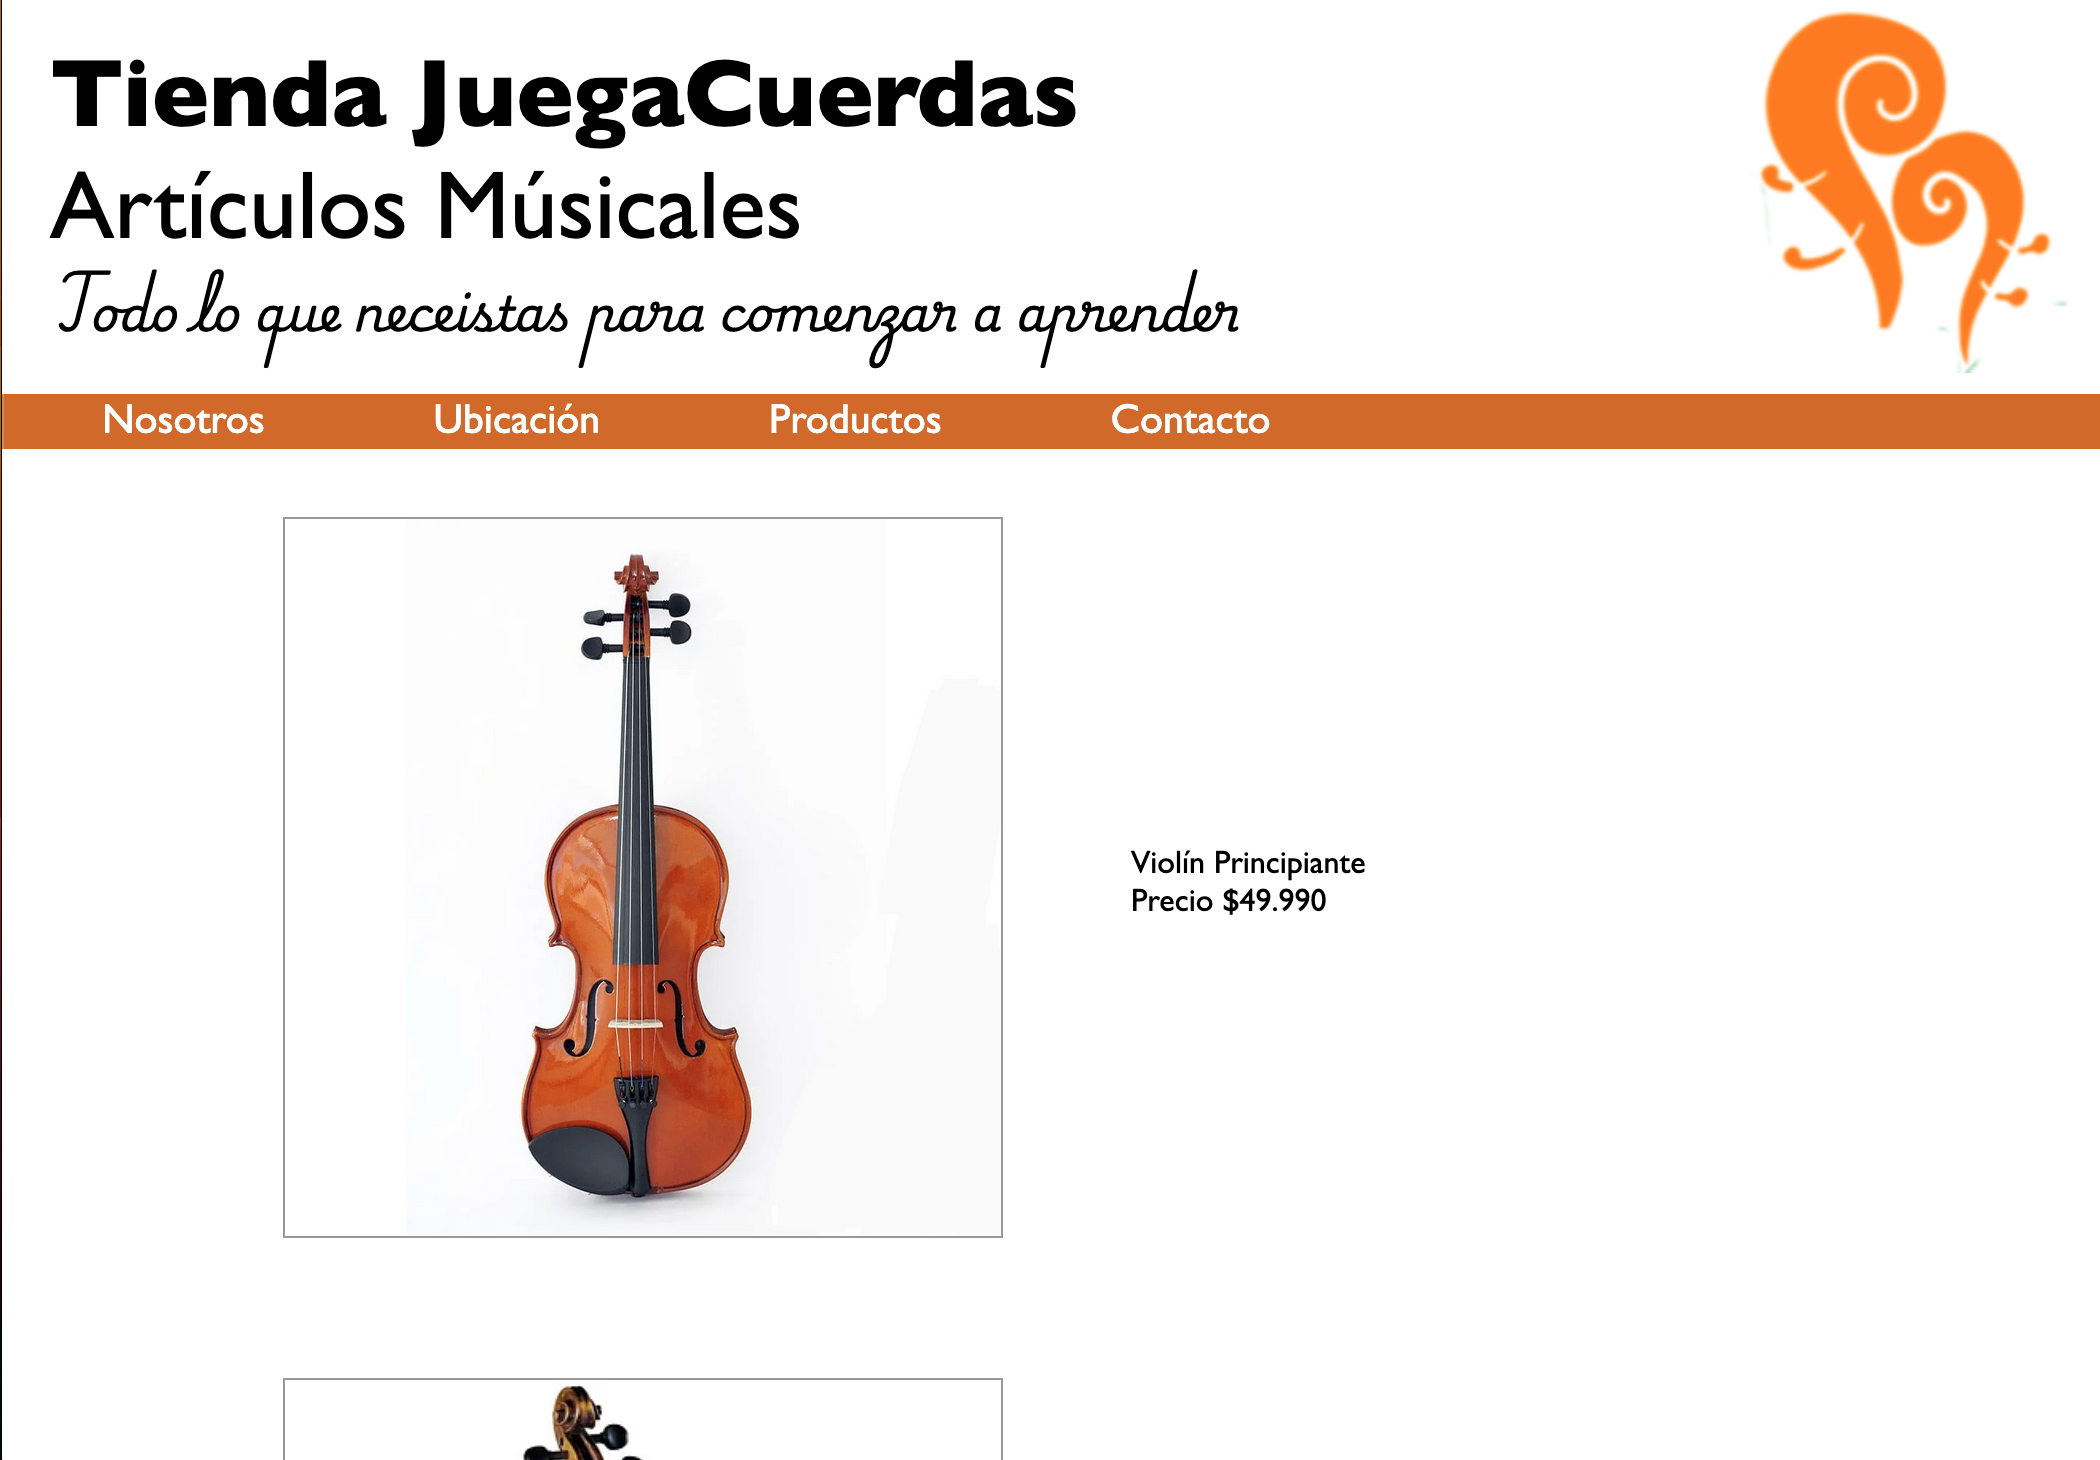 Tienda JuegaCuerdas
Artículos Músicales
Todo lo que neceistas para comenzar a aprender
Nosotros Ubicación Productos Contacto
Violín Principiante
Precio $49.990